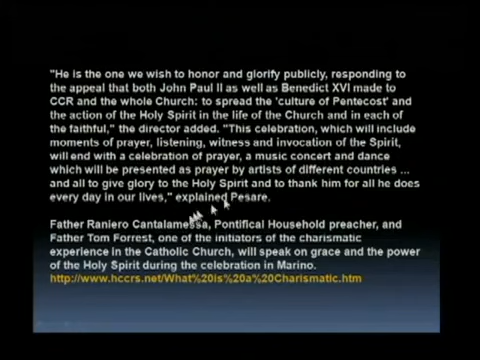 "He is the one we wish to honor and glorify publicly, responding to
the appeal that both John Paul II as well as Benedict XVI made to
CCR and the whole Church: to spread the 'culture of Pentecost' and
the action of the Holy Spirit in the life of the Church and in each of
the faithful," the director added. "This celebration, which will include
moments of prayer, listening, witness and invocation of the Spirit,
will end with a celebration of prayer, a music concert and dance
which will be presented as prayer by artists of different countries ...
and all to give glory to the Holy Spirit and to thank him for all he does
every day in our lives," explained Pesare.
Father Raniero Cantalamessa, Pontifical Household preacher, and
Father Tom Forrest, one of the initiators of the charismatic
experience in the Catholic Church, will speak on grace and the power
of the Holy Spirit during the celebration in Marino.
http://www.hccrs.net/What%20is%20a%20Charismatic.htm